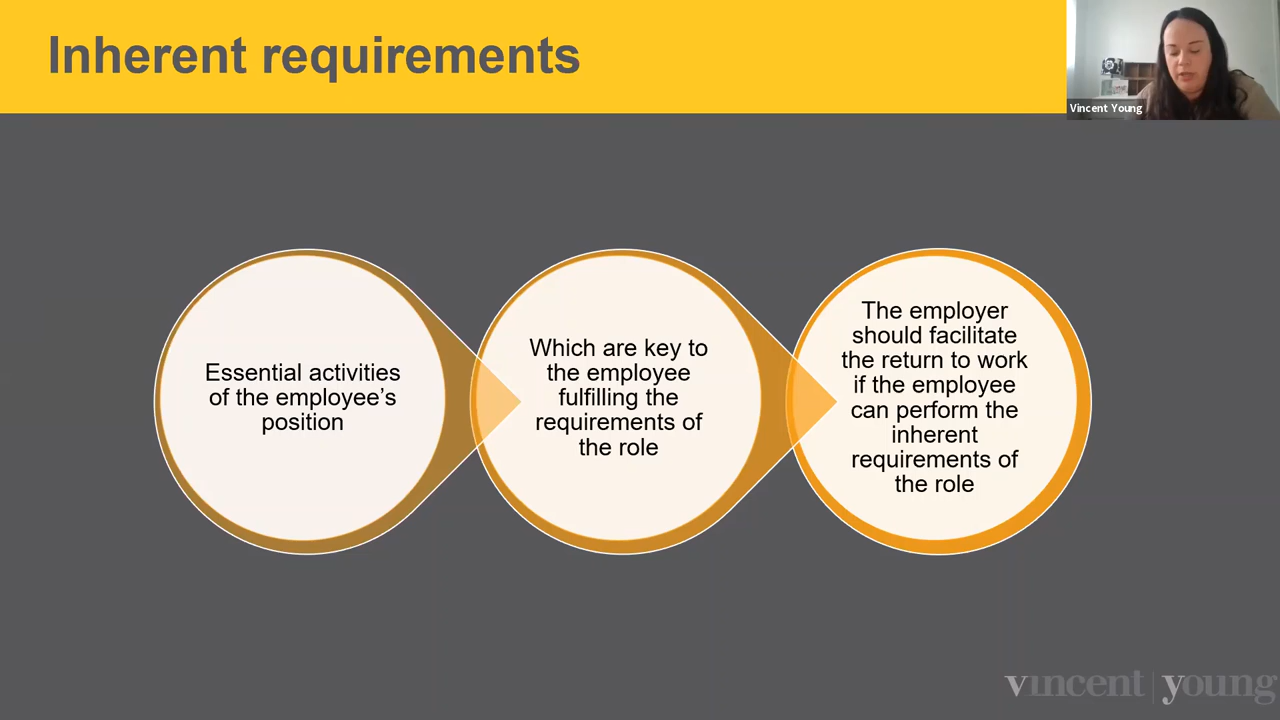 Inherent requirements
Vincent Young
Essential activities
of the employee’s
position
Which are key to
the employee
fulfilling the
requirements of
the role
The employer
should facilitate
the return to work
if the employee
can perform the
inherent
requirements of
the role
vincent | young